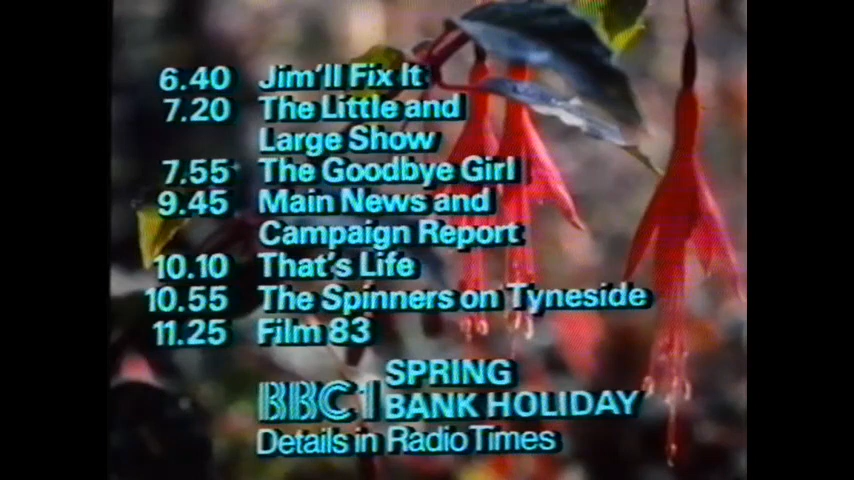 6.40 Jim'll Fix It
7.20 The Little and
Large Show
7.55 The Goodbye Girl
9.45 Main News and
Campaign Report
10.10 That's Life
10.55 The Spinners on Tyneside
11.25 Film 83
BBC1 SPRING
BANK HOLIDAY
Details in Radio Times